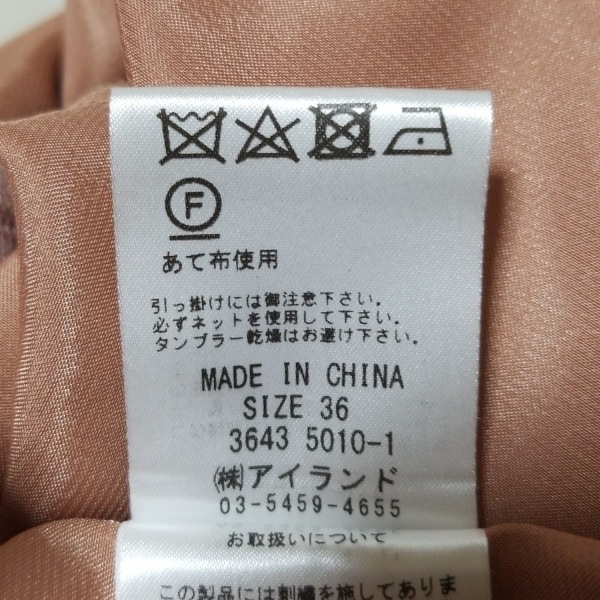 F
あて布使用
引っ掛けには御注意下さい。
必ずネットを使用して下さい。
タンブラー乾燥はお避け下さい。
MADE IN CHINA
SIZE 36
3643 5010-1
㈱アイランド
03-5459-4655
お取扱いについて
この製品には刺繍を施してありま